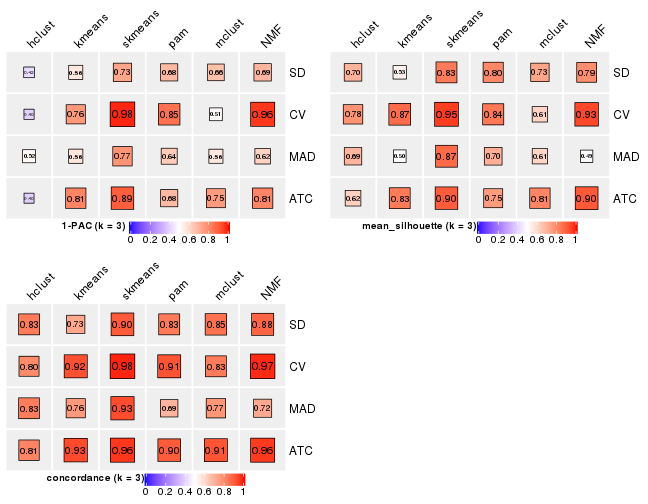 hclust kmeans skmeans pam mclust NMF
0.56 0.73 0.68 0.66 0.69 SD
0.76 0.98 0.85 0.51 0.96 CV
0.52 0.56 0.77 0.64 0.56 0.62 MAD
0.81 0.89 0.68 0.75 0.81 ATC
1-PAC (k = 3)
0 0.2 0.4 0.6 0.8 1
hclust kmeans skmeans pam mclust NMF
0.70 0.53 0.83 0.80 0.73 0.79 SD
0.78 0.87 0.95 0.84 0.61 0.93 CV
0.69 0.50 0.87 0.70 0.61 0.49 MAD
0.62 0.83 0.90 0.75 0.81 0.90 ATC
mean_silhouette (k = 3)
0 0.2 0.4 0.6 0.8 1
hclust kmeans skmeans pam mclust NMF
0.83 0.73 0.90 0.83 0.85 0.88 SD
0.80 0.92 0.98 0.91 0.83 0.97 CV
0.83 0.76 0.93 0.69 0.77 0.72 MAD
0.81 0.93 0.96 0.90 0.91 0.96 ATC
concordance (k = 3)
0 0.2 0.4 0.6 0.8 1